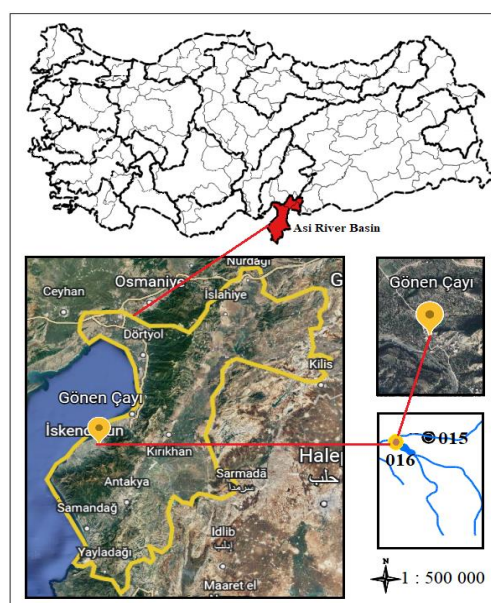 Asi River Basin
Nurdağı
Osmaniye
Ceyhan
İslahiye
G
Dörtyol
Kilis
Gönen Çayı
İskenderun
Kırıkhan
Halep
حلب
Sarmadā
سرمدا
Antakya
Samandağ
Idlib
إدلب
Yayladağı
Maaret el
Gönen Çayı
015
016
N
1 : 500 000